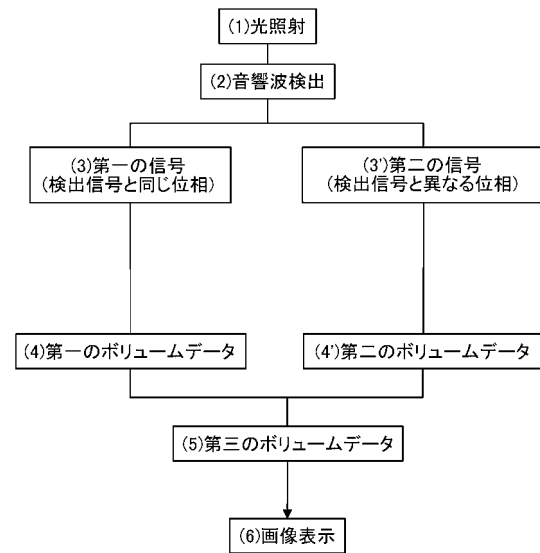 (1)光照射
(2)音響波検出
(3)第一の信号
(検出信号と同じ位相)
(3')第二の信号
(検出信号と異なる位相)
(4)第一のボリュームデータ
(4')第二のボリュームデータ
(5)第三のボリュームデータ
(6)画像表示